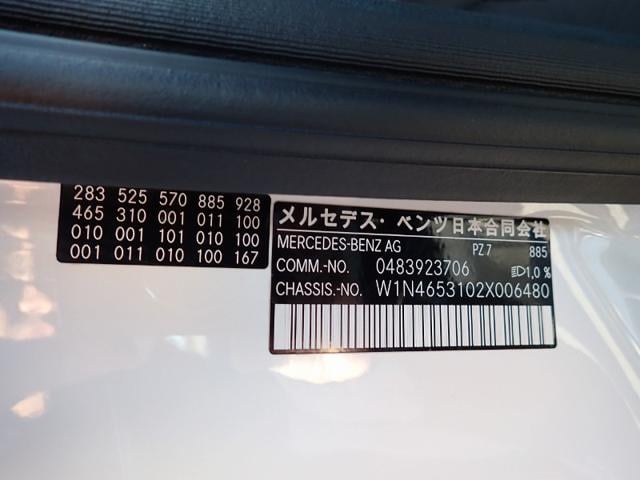 283 525 570 885 928
465 310 001 011 100
010 001 101 010 100
001 011 010 100 167
メルセデス・ベンツ日本合同会社
MERCEDES-BENZ AG PZ 7 885
COMM.-NO. 0483923706 1,0 %
CHASSIS.-NO. W1N4653102X006480